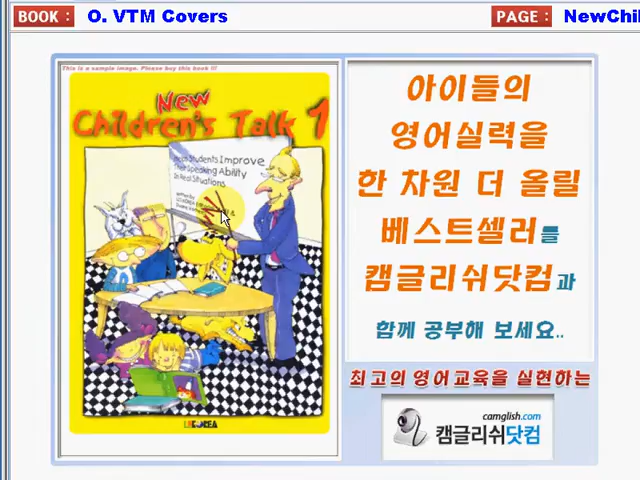 BOOK : O. VTM Covers PAGE : NewChil
This is a sample image. Please buy this book !!!
New
Children's Talk 1
Help Students Improve
Their Speaking Ability
In Real Situations
LISKOREA
아이들의
영어실력을
한 차원 더 올릴
베스트셀러를
캠글리쉬닷컴과
함께 공부해 보세요..
최고의 영어교육을 실현하는
camglish.com
캠글리쉬닷컴